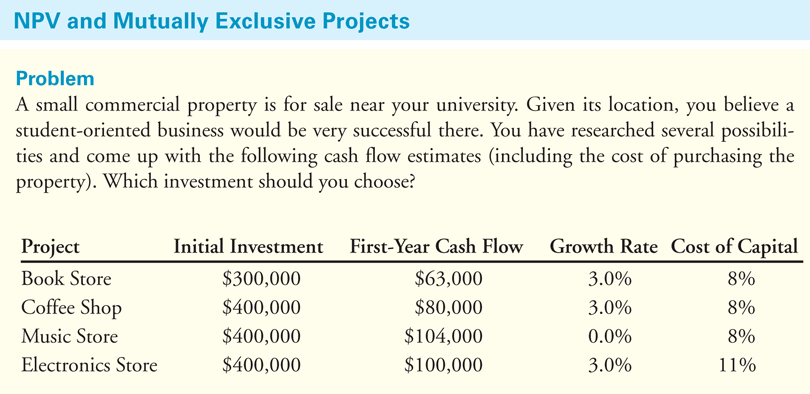 NPV and Mutually Exclusive Projects
Problem
A small commercial property is for sale near your university. Given its location, you believe a
student-oriented business would be very successful there. You have researched several possibili-
ties and come up with the following cash flow estimates (including the cost of purchasing the
property). Which investment should you choose?
Project Initial Investment First-Year Cash Flow Growth Rate Cost of Capital
Book Store $300,000 $63,000 3.0% 8%
Coffee Shop $400,000 $80,000 3.0% 8%
Music Store $400,000 $104,000 0.0% 8%
Electronics Store $400,000 $100,000 3.0% 11%